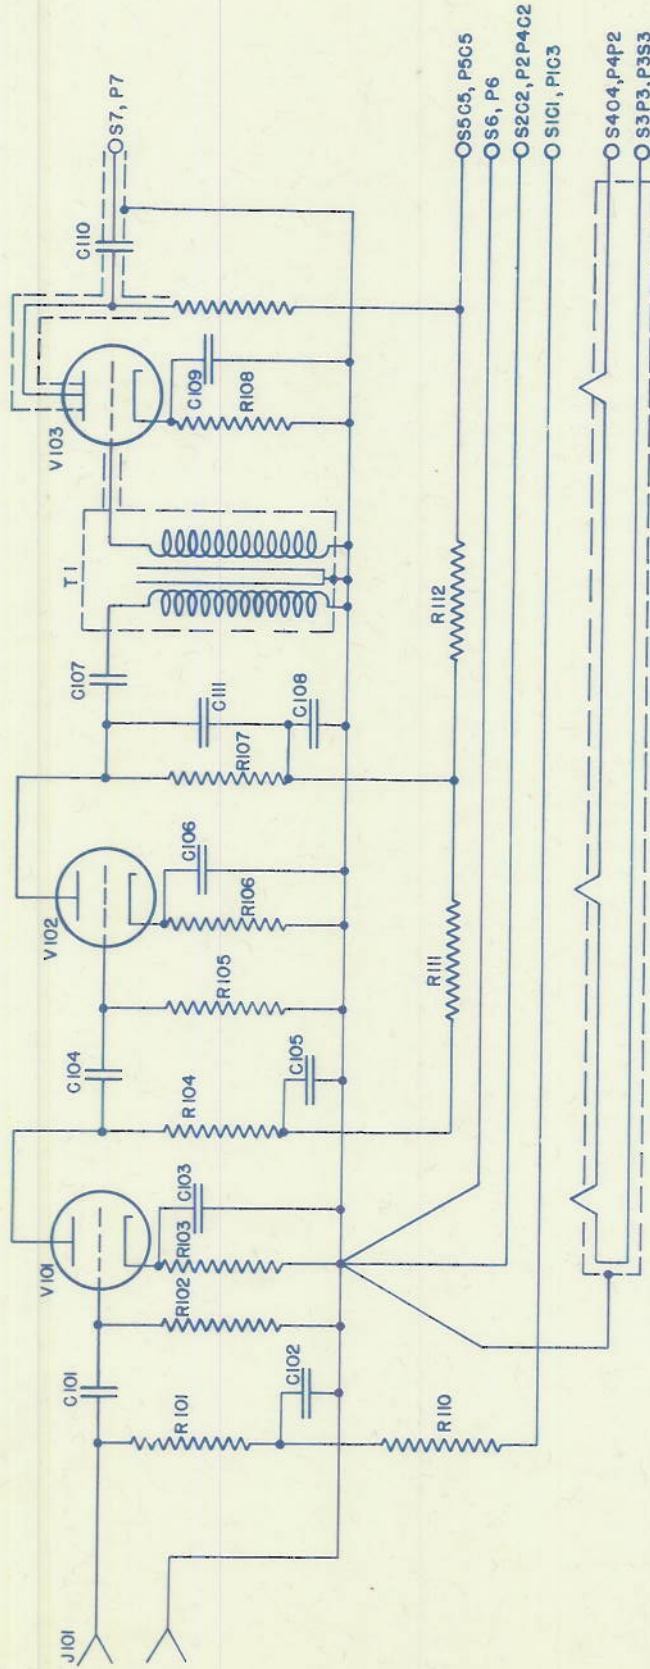 J101
C101
R101
C102
R110
V101
R102
R103
C103
C104
R104
C105
R105
V102
R106
C106
R111
C107
R107
C111
C108
T1
R112
V103
C109
R108
C110
S7, P7
S5C5, P5C5
S6, P6
S2C2, P2P4C2
S1C1, P1C3
S404, P4P2
S3P3, P3S3